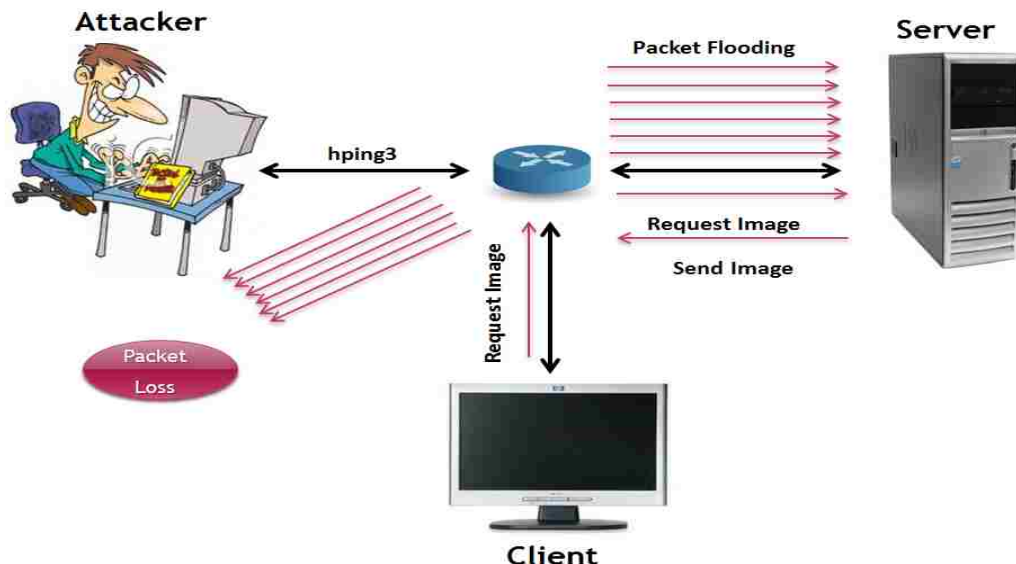 Attacker
Server
Packet Flooding
hping3
Request Image
Send Image
Request Image
Packet
Loss
Client